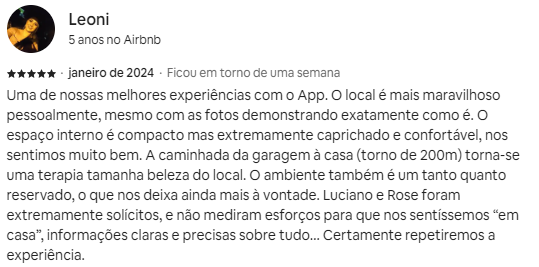 Leoni
5 anos no Airbnb
★★★★★ · janeiro de 2024 · Ficou em torno de uma semana
Uma de nossas melhores experiências com o App. O local é mais maravilhoso
pessoalmente, mesmo com as fotos demonstrando exatamente como é. O
espaço interno é compacto mas extremamente caprichado e confortável, nos
sentimos muito bem. A caminhada da garagem à casa (torno de 200m) torna-se
uma terapia tamanha beleza do local. O ambiente também é um tanto quanto
reservado, o que nos deixa ainda mais à vontade. Luciano e Rose foram
extremamente solícitos, e não mediram esforços para que nos sentíssemos “em
casa”, informações claras e precisas sobre tudo... Certamente repetiremos a
experiência.